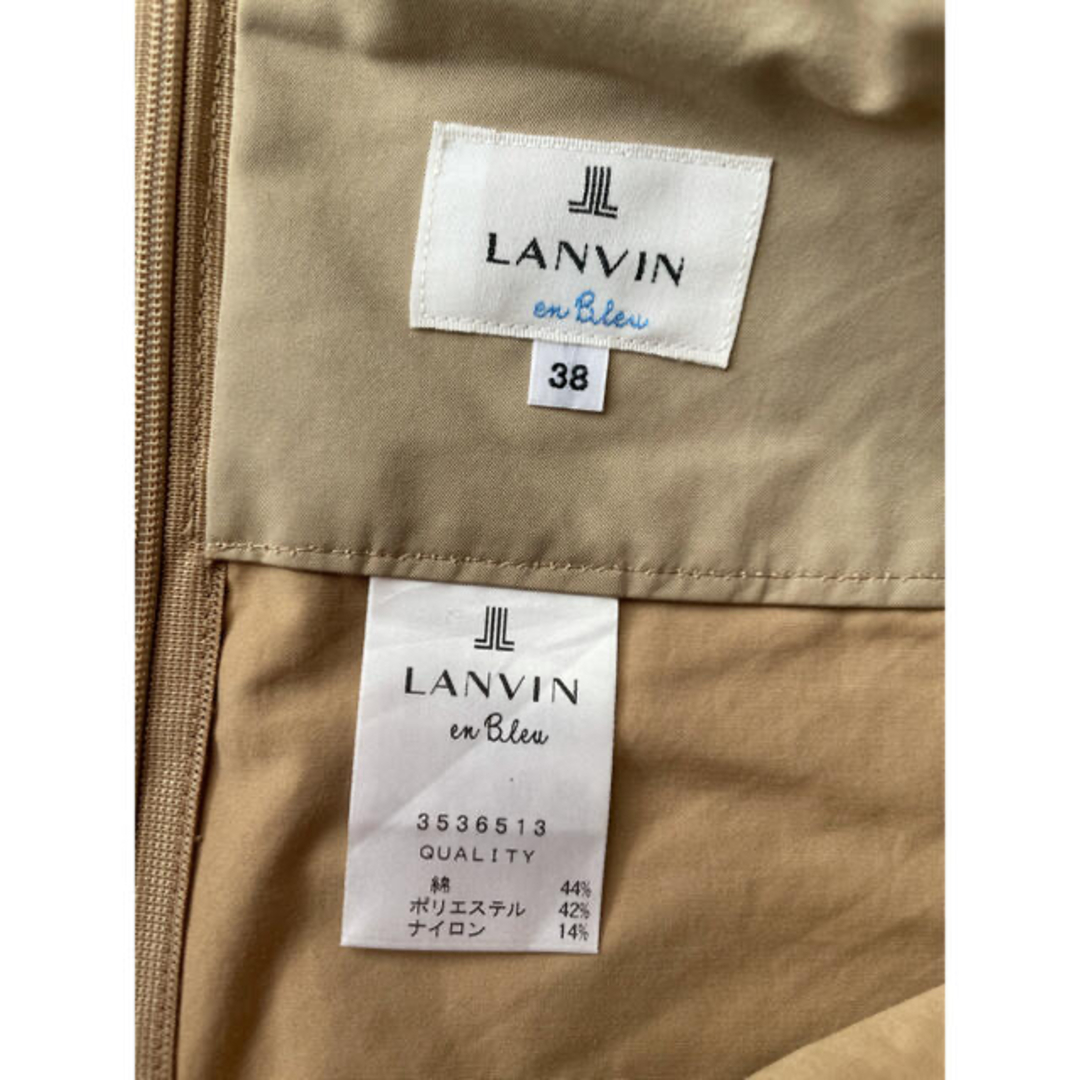 LANVIN
en Bleu
38
LANVIN
en Bleu
3536513
QUALITY
綿 44%
ポリエステル 42%
ナイロン 14%